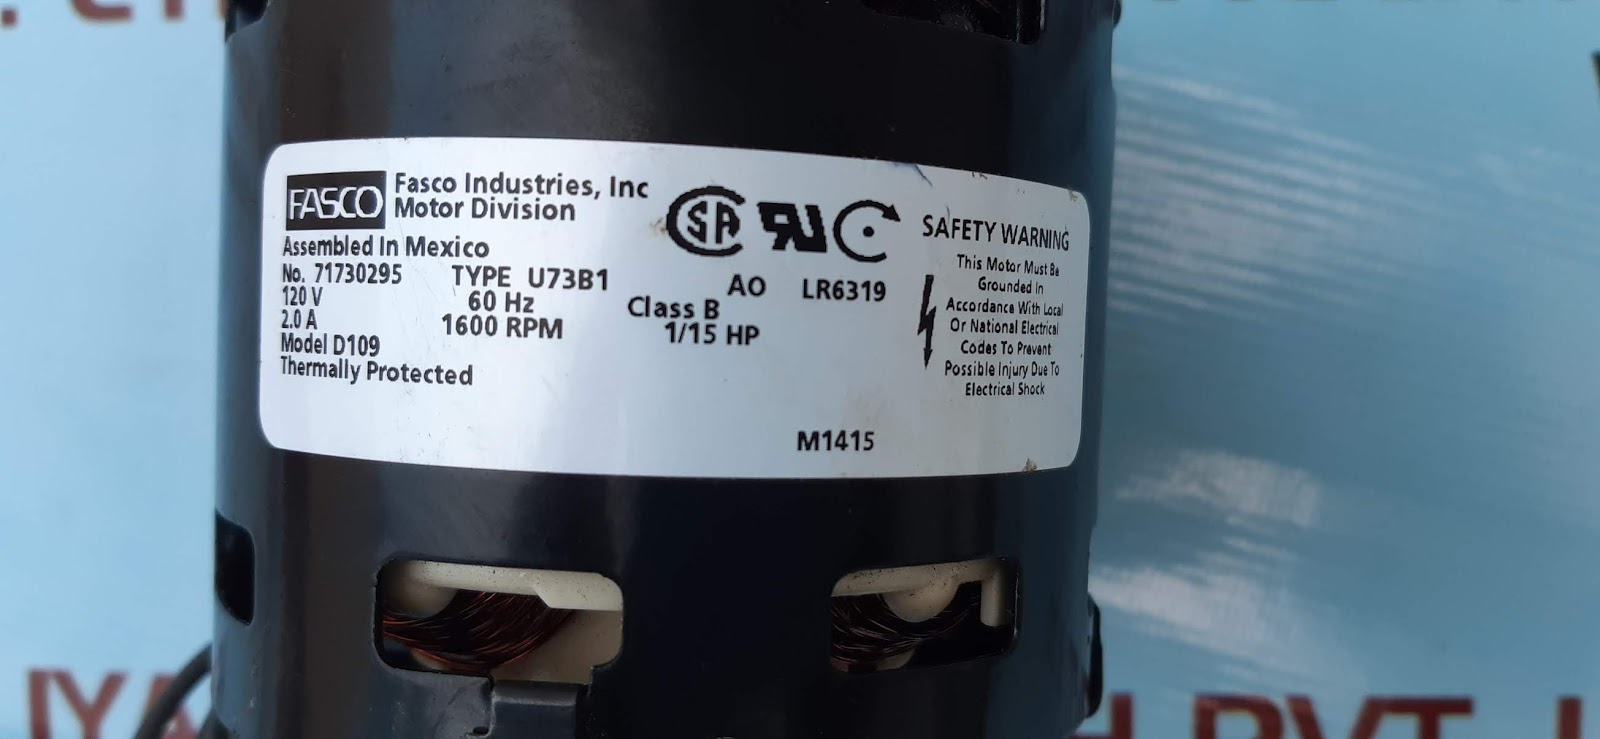 FASCO
Fasco Industries, Inc
Motor Division
Assembled In Mexico
No. 71730295 TYPE U73B1
120 V 60 Hz
2.0 A 1600 RPM
Model D109
Thermally Protected
Class B
1/15 HP
SA
AO LR6319
M1415
SAFETY WARNING
This Motor Must Be
Grounded In
Accordance With Local
Or National Electrical
Codes To Prevent
Possible Injury Due To
Electrical Shock
PVT.